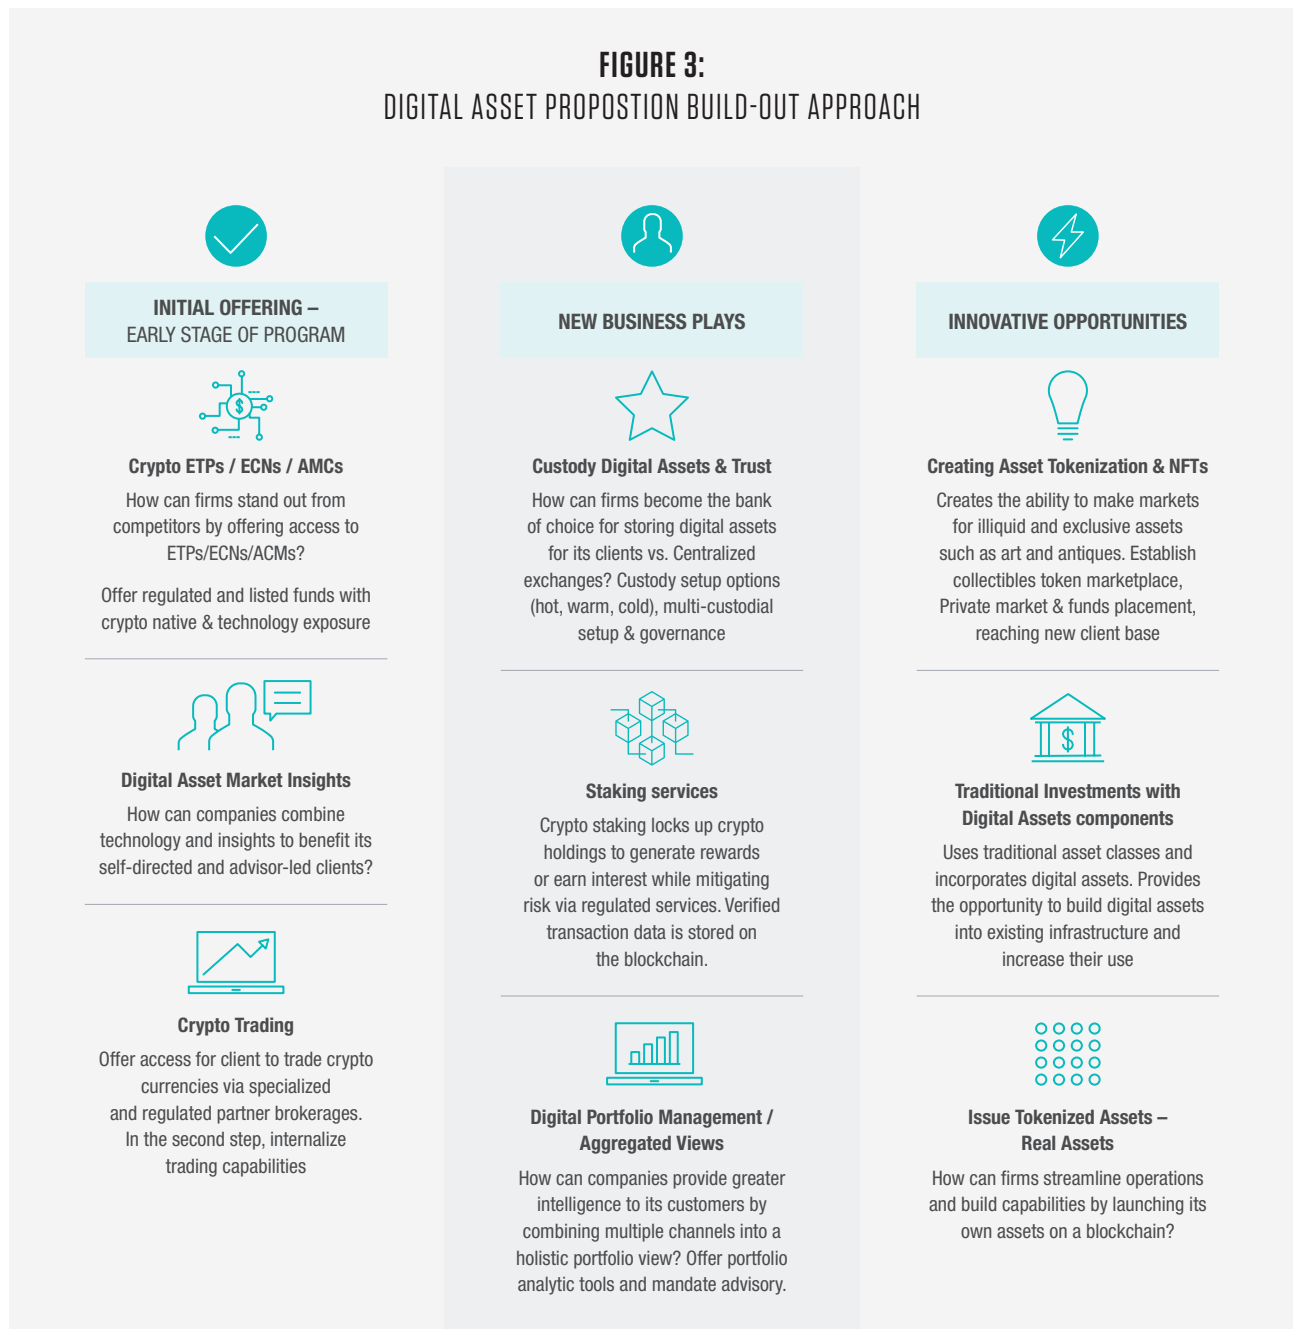 FIGURE 3:
DIGITAL ASSET PROPOSTION BUILD-OUT APPROACH
INITIAL OFFERING –
EARLY STAGE OF PROGRAM
$
Crypto ETPs / ECNs / AMCs
How can firms stand out from
competitors by offering access to
ETPs/ECNs/ACMs?
Offer regulated and listed funds with
crypto native & technology exposure
Digital Asset Market Insights
How can companies combine
technology and insights to benefit its
self-directed and advisor-led clients?
Crypto Trading
Offer access for client to trade crypto
currencies via specialized
and regulated partner brokerages.
In the second step, internalize
trading capabilities
NEW BUSINESS PLAYS
Custody Digital Assets & Trust
How can firms become the bank
of choice for storing digital assets
for its clients vs. Centralized
exchanges? Custody setup options
(hot, warm, cold), multi-custodial
setup & governance
Staking services
Crypto staking locks up crypto
holdings to generate rewards
or earn interest while mitigating
risk via regulated services. Verified
transaction data is stored on
the blockchain.
Digital Portfolio Management /
Aggregated Views
How can companies provide greater
intelligence to its customers by
combining multiple channels into a
holistic portfolio view? Offer portfolio
analytic tools and mandate advisory.
INNOVATIVE OPPORTUNITIES
Creating Asset Tokenization & NFTs
Creates the ability to make markets
for illiquid and exclusive assets
such as art and antiques. Establish
collectibles token marketplace,
Private market & funds placement,
reaching new client base
$
Traditional Investments with
Digital Assets components
Uses traditional asset classes and
incorporates digital assets. Provides
the opportunity to build digital assets
into existing infrastructure and
increase their use
Issue Tokenized Assets –
Real Assets
How can firms streamline operations
and build capabilities by launching its
own assets on a blockchain?